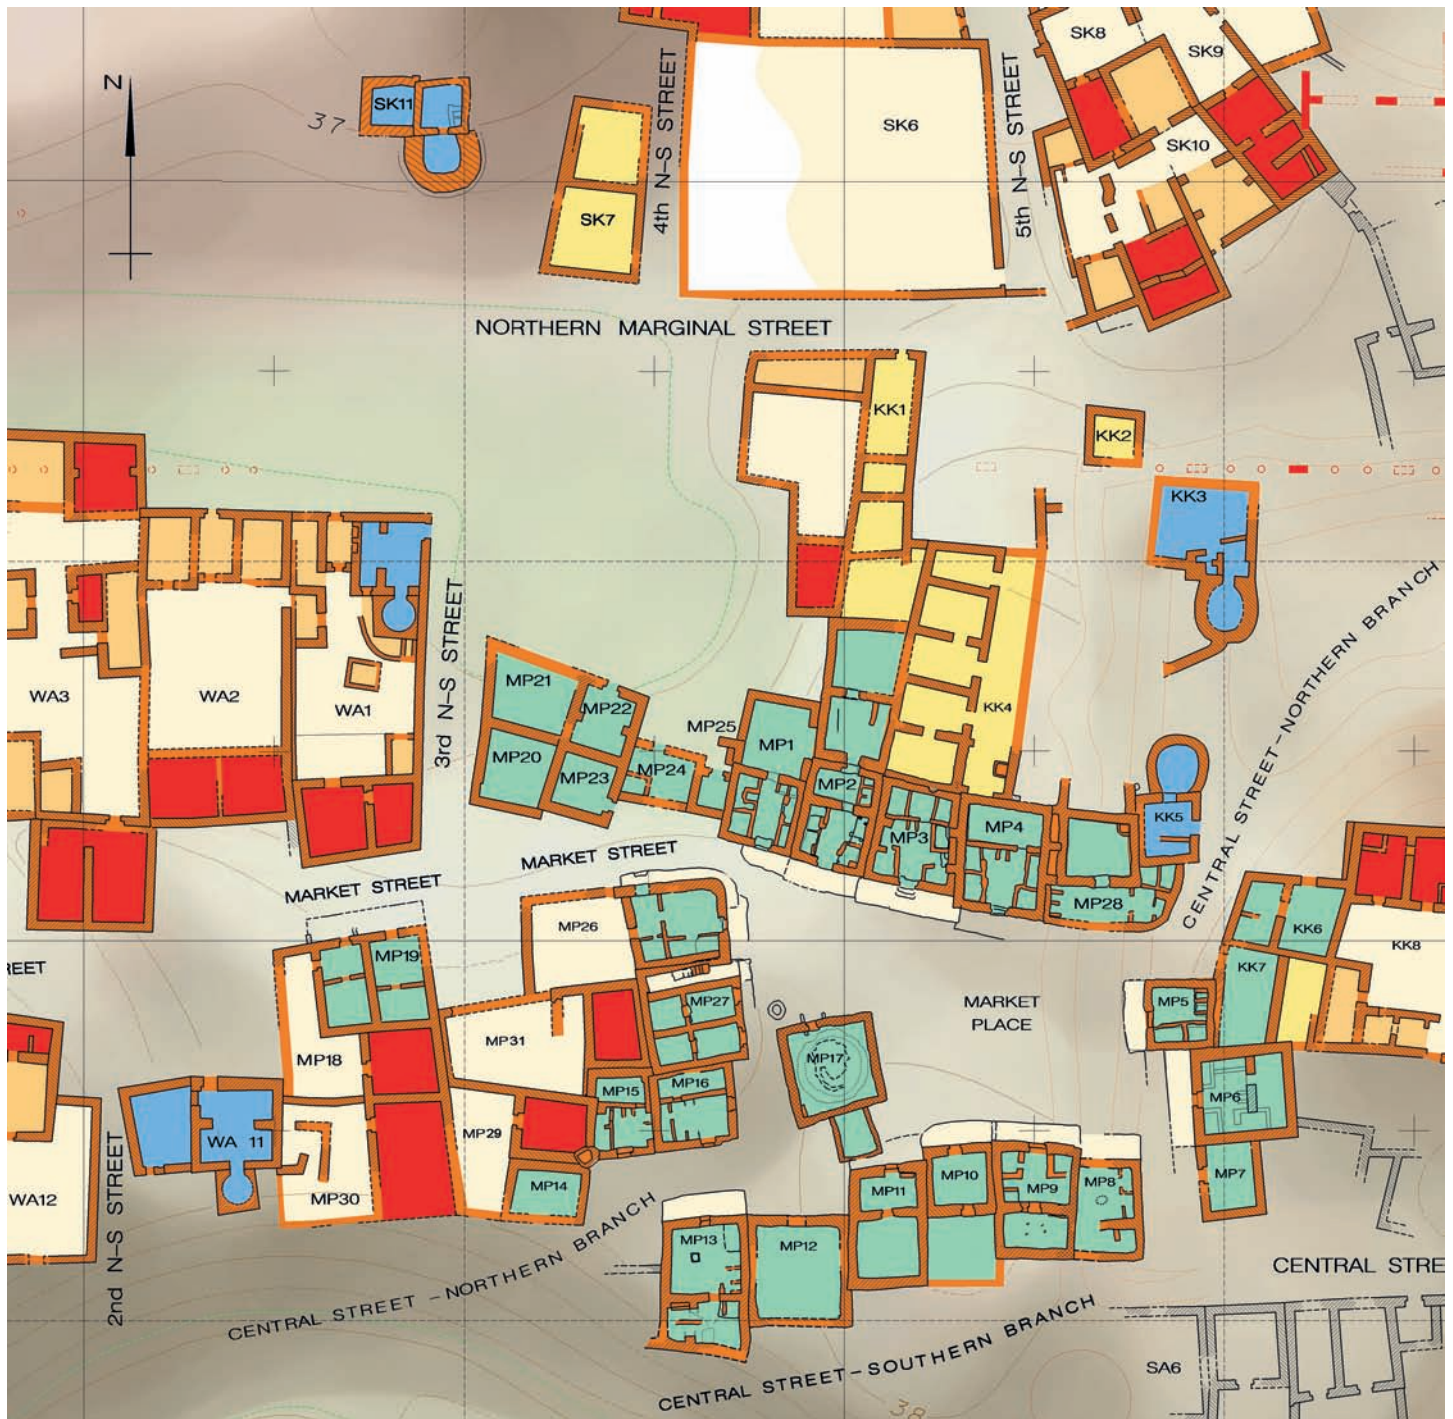 SK8
SK9
N
SK11
37
4th N–S STREET
SK6
5th N–S STREET
SK10
SK7
NORTHERN MARGINAL STREET
KK1
KK2
KK3
3rd N–S STREET
MP21
MP22
WA3
WA2
WA1
MP25
MP1
KK4
MP20
MP23
MP24
MP2
MP3
MP4
KK5
CENTRAL STREET–NORTHERN BRANCH
MARKET STREET
MARKET STREET
MP28
MP26
KK6
KK8
MP19
REET
KK7
MP27
MARKET
PLACE
MP5
MP31
MP18
MP17
MP15
MP16
MP6
WA 11
MP29
2nd N–S STREET
WA12
MP30
MP14
MP11
MP10
MP9
MP8
MP7
MP13
MP12
CENTRAL STREET –NORTHERN BRANCH
CENTRAL STRE
CENTRAL STREET–SOUTHERN BRANCH
SA6
38